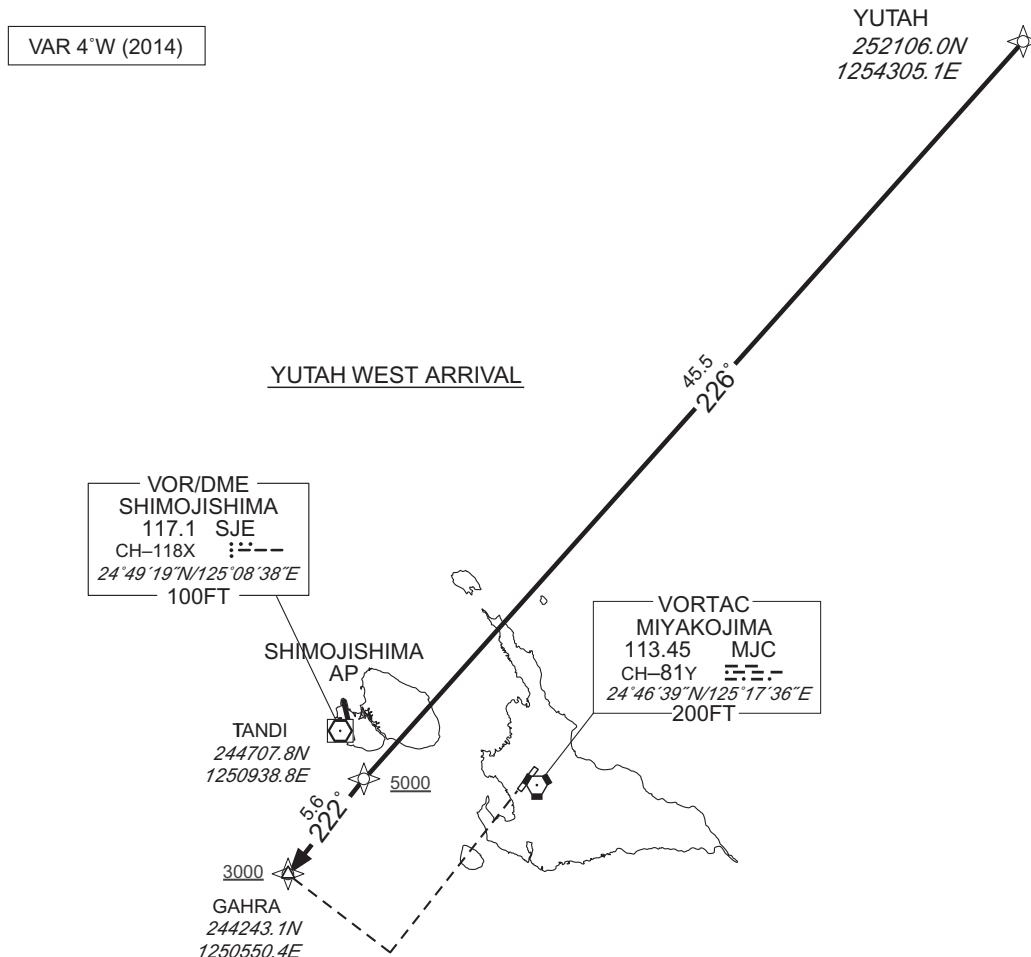 VAR 4°W (2014)
YUTAH
252106.0N
1254305.1E
45.5
226°
YUTAH WEST ARRIVAL
VOR/DME
SHIMOJISHIMA
117.1 SJE
CH–118X
24°49´19˝N/125°08´38˝E
100FT
VORTAC
MIYAKOJIMA
113.45 MJC
CH–81Y
24°46´39˝N/125°17´36˝E
200FT
SHIMOJISHIMA
AP
TANDI
244707.8N
1250938.8E
5000
5.6
222°
3000
GAHRA
244243.1N
1250550.4E